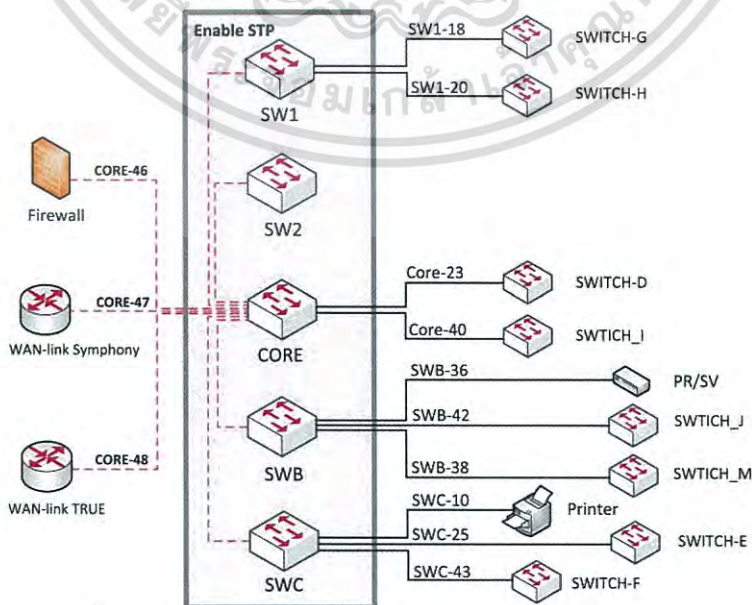 Enable STP
SW1-18
SWITCH-G
SW1-20
SWITCH-H
SW1
CORE-46
Firewall
SW2
Core-23
SWITCH-D
CORE-47
Core-40
SWTICH_I
WAN-link Symphony
CORE
SWB-36
PR/SV
SWB-42
SWTICH_J
CORE-48
SWB-38
SWTICH_M
SWB
WAN-link TRUE
SWC-10
Printer
SWC-25
SWITCH-E
SWC-43
SWITCH-F
SWC